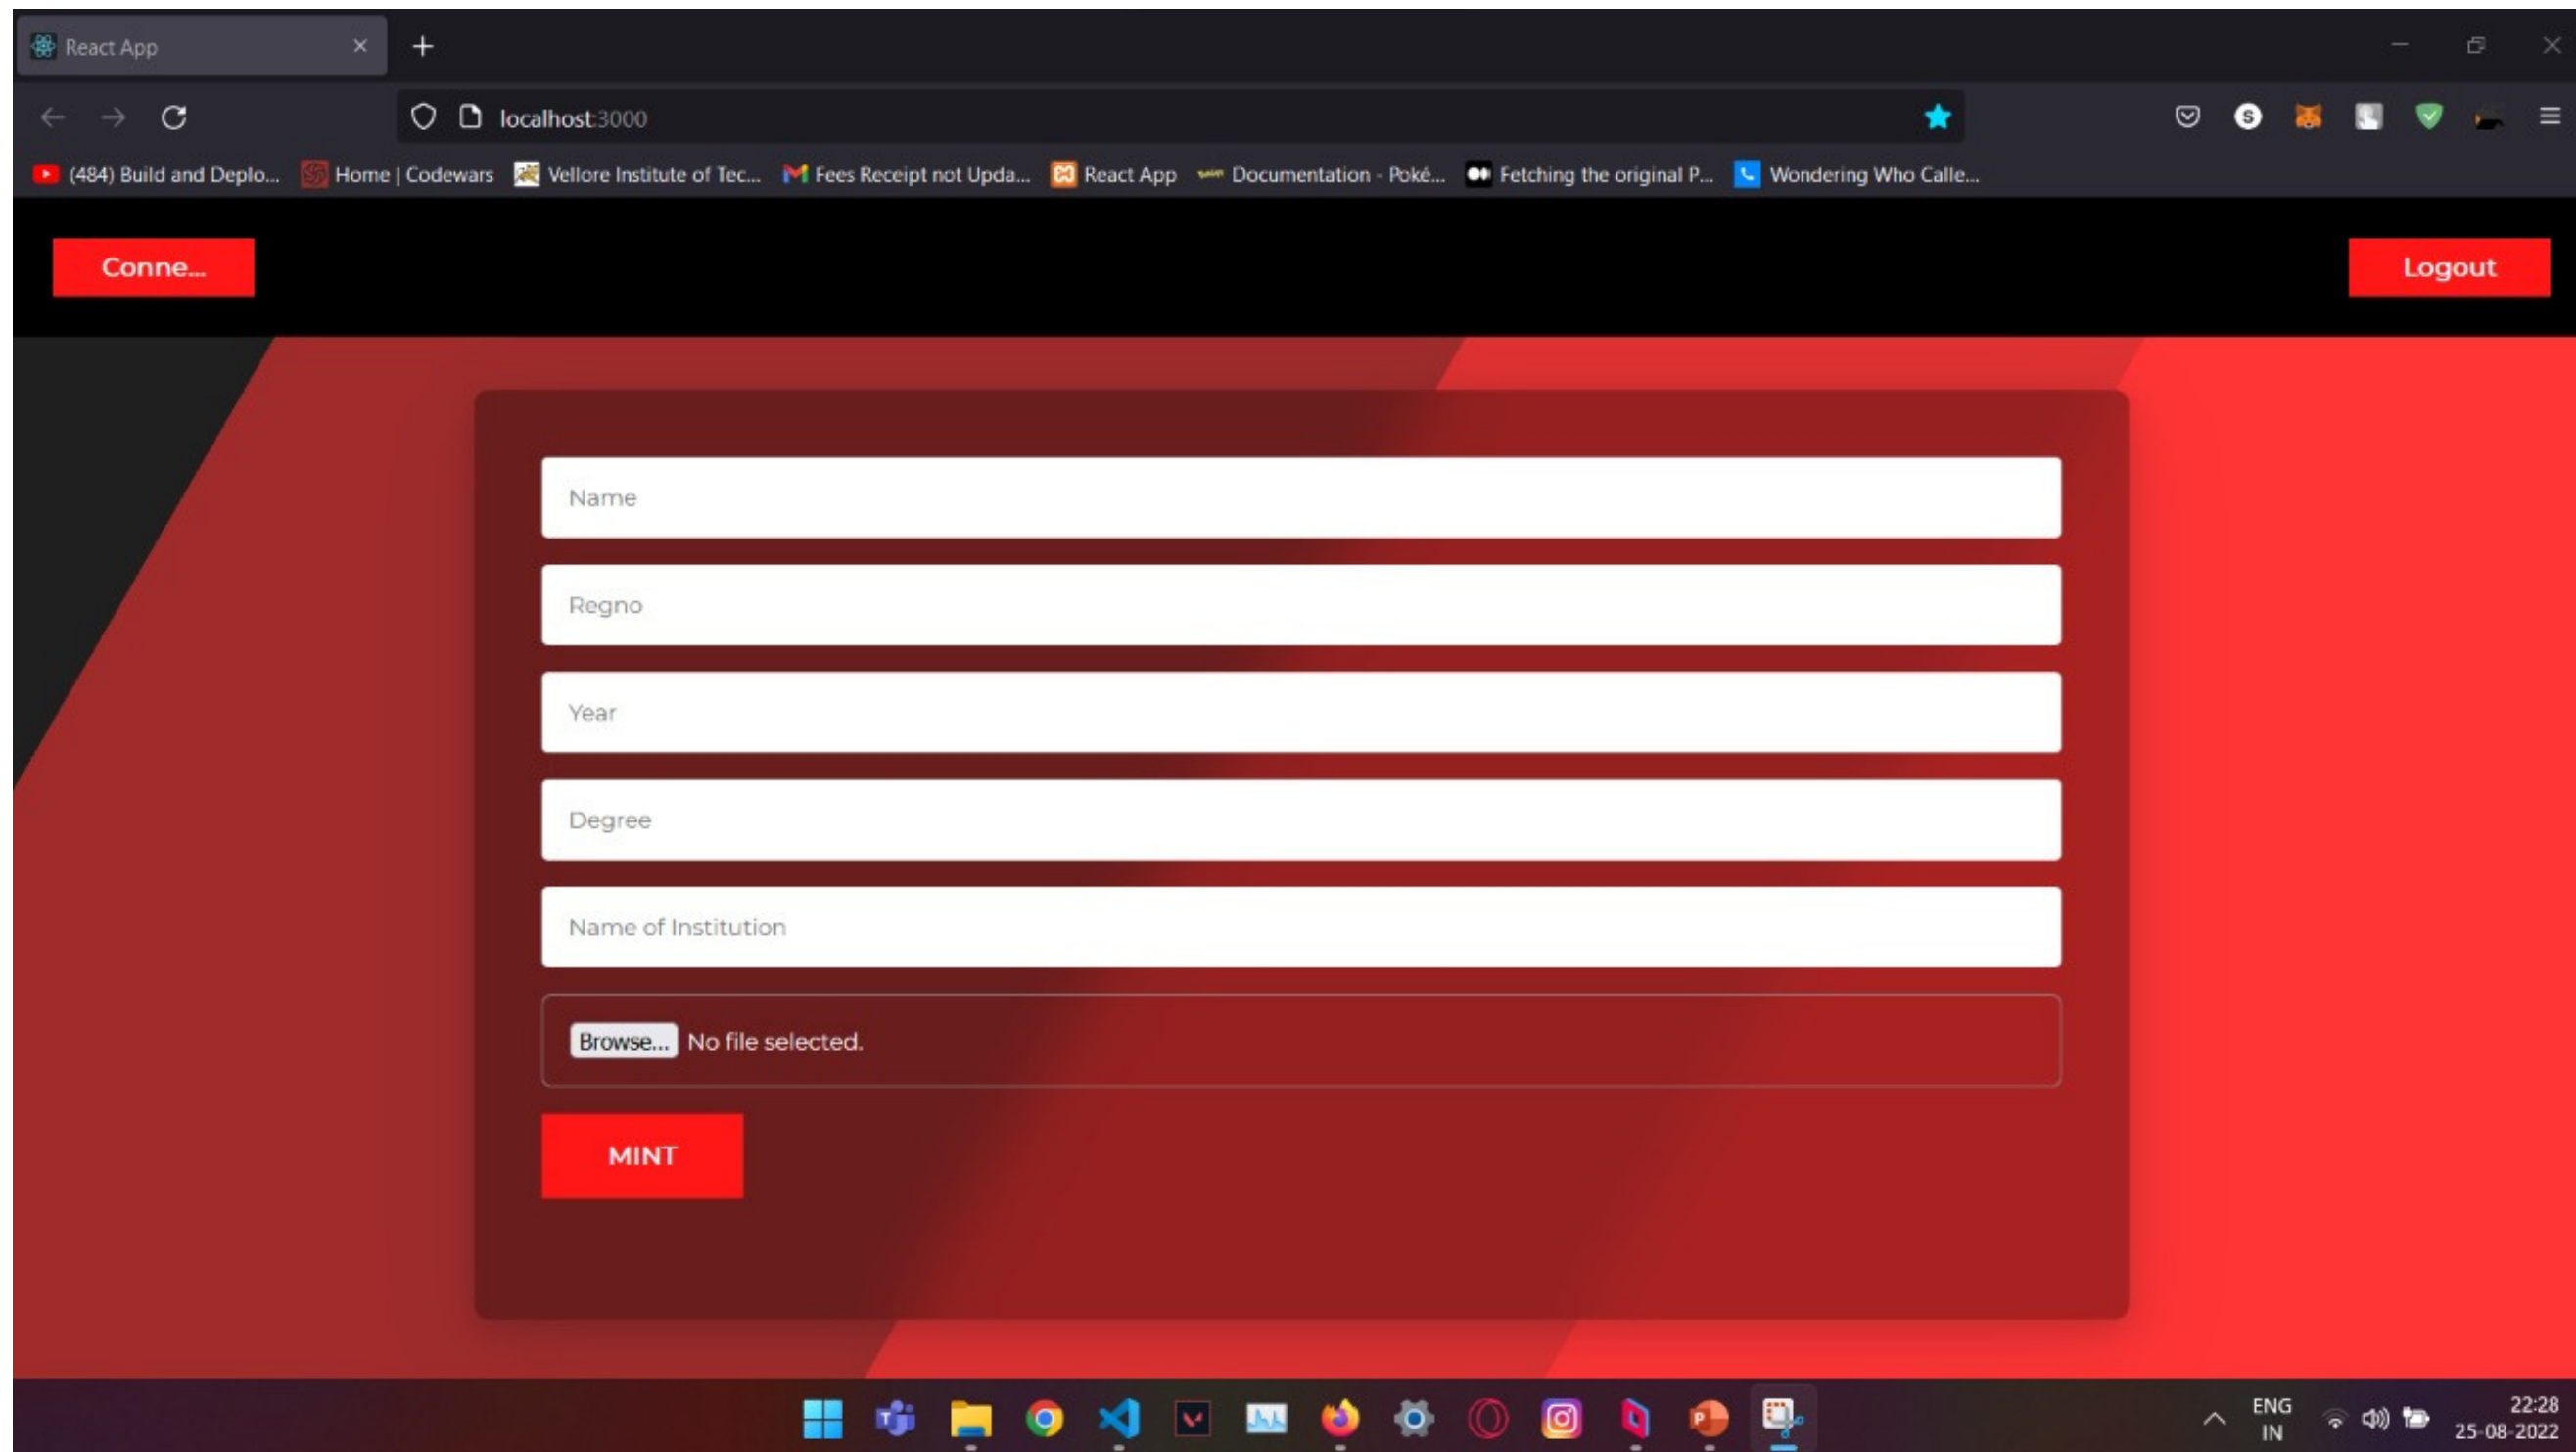 React App
localhost:3000
(484) Build and Deplo... Home | Codewars Vellore Institute of Tec... Fees Receipt not Upda... React App Documentation - Poké... Fetching the original P... Wondering Who Calle...
Conne... Logout
Name
Regno
Year
Degree
Name of Institution
Browse... No file selected.
MINT
ENG 22:28
IN 25-08-2022